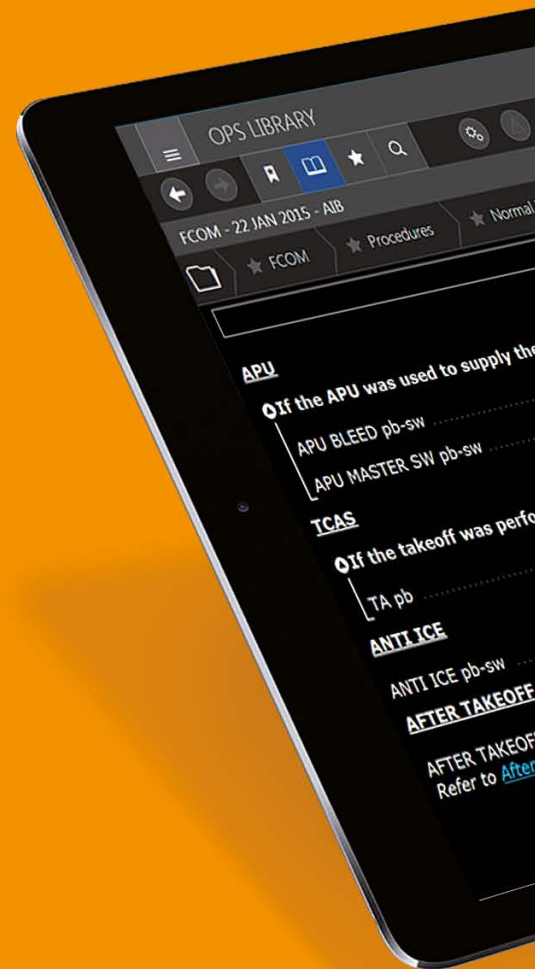 OPS LIBRARY
FCOM - 22 JAN 2015 - AIB
FCOM
Procedures
Normal
APU
If the APU was used to supply the
APU BLEED pb-sw ..............
APU MASTER SW pb-sw ..........
TCAS
If the takeoff was perfo
TA pb ....................
ANTI ICE
ANTI ICE pb-sw ...
AFTER TAKEOFF
AFTER TAKEOF
Refer to After